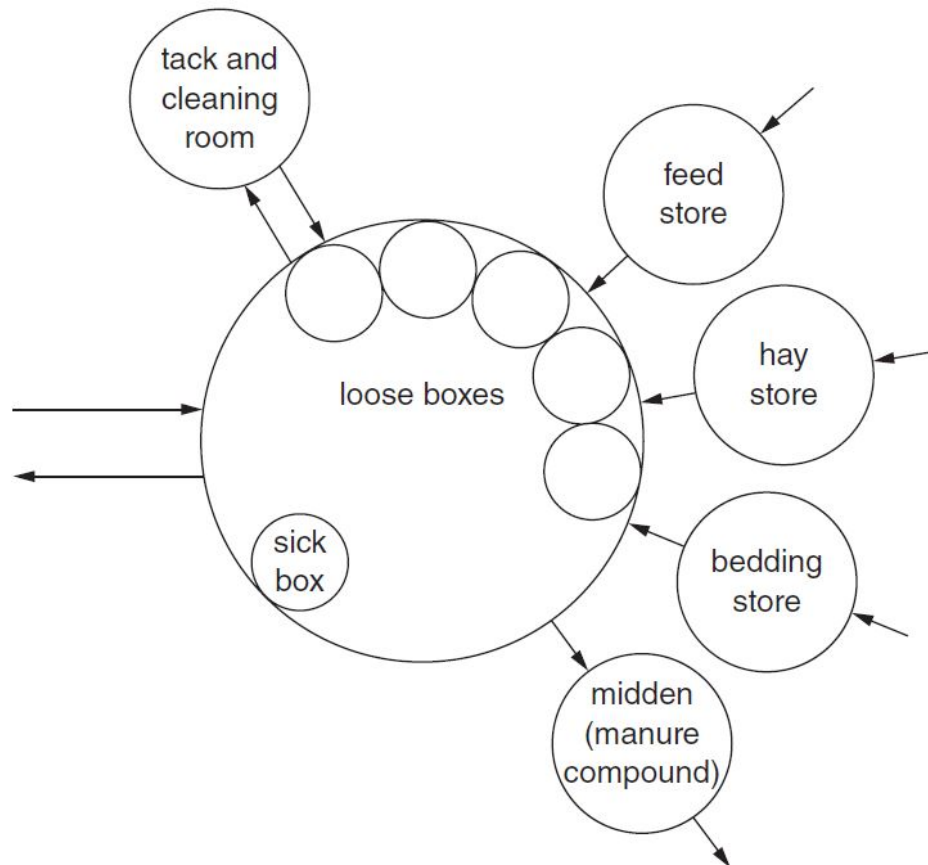 tack and
cleaning
room
feed
store
hay
store
loose boxes
sick
box
bedding
store
midden
(manure
compound)